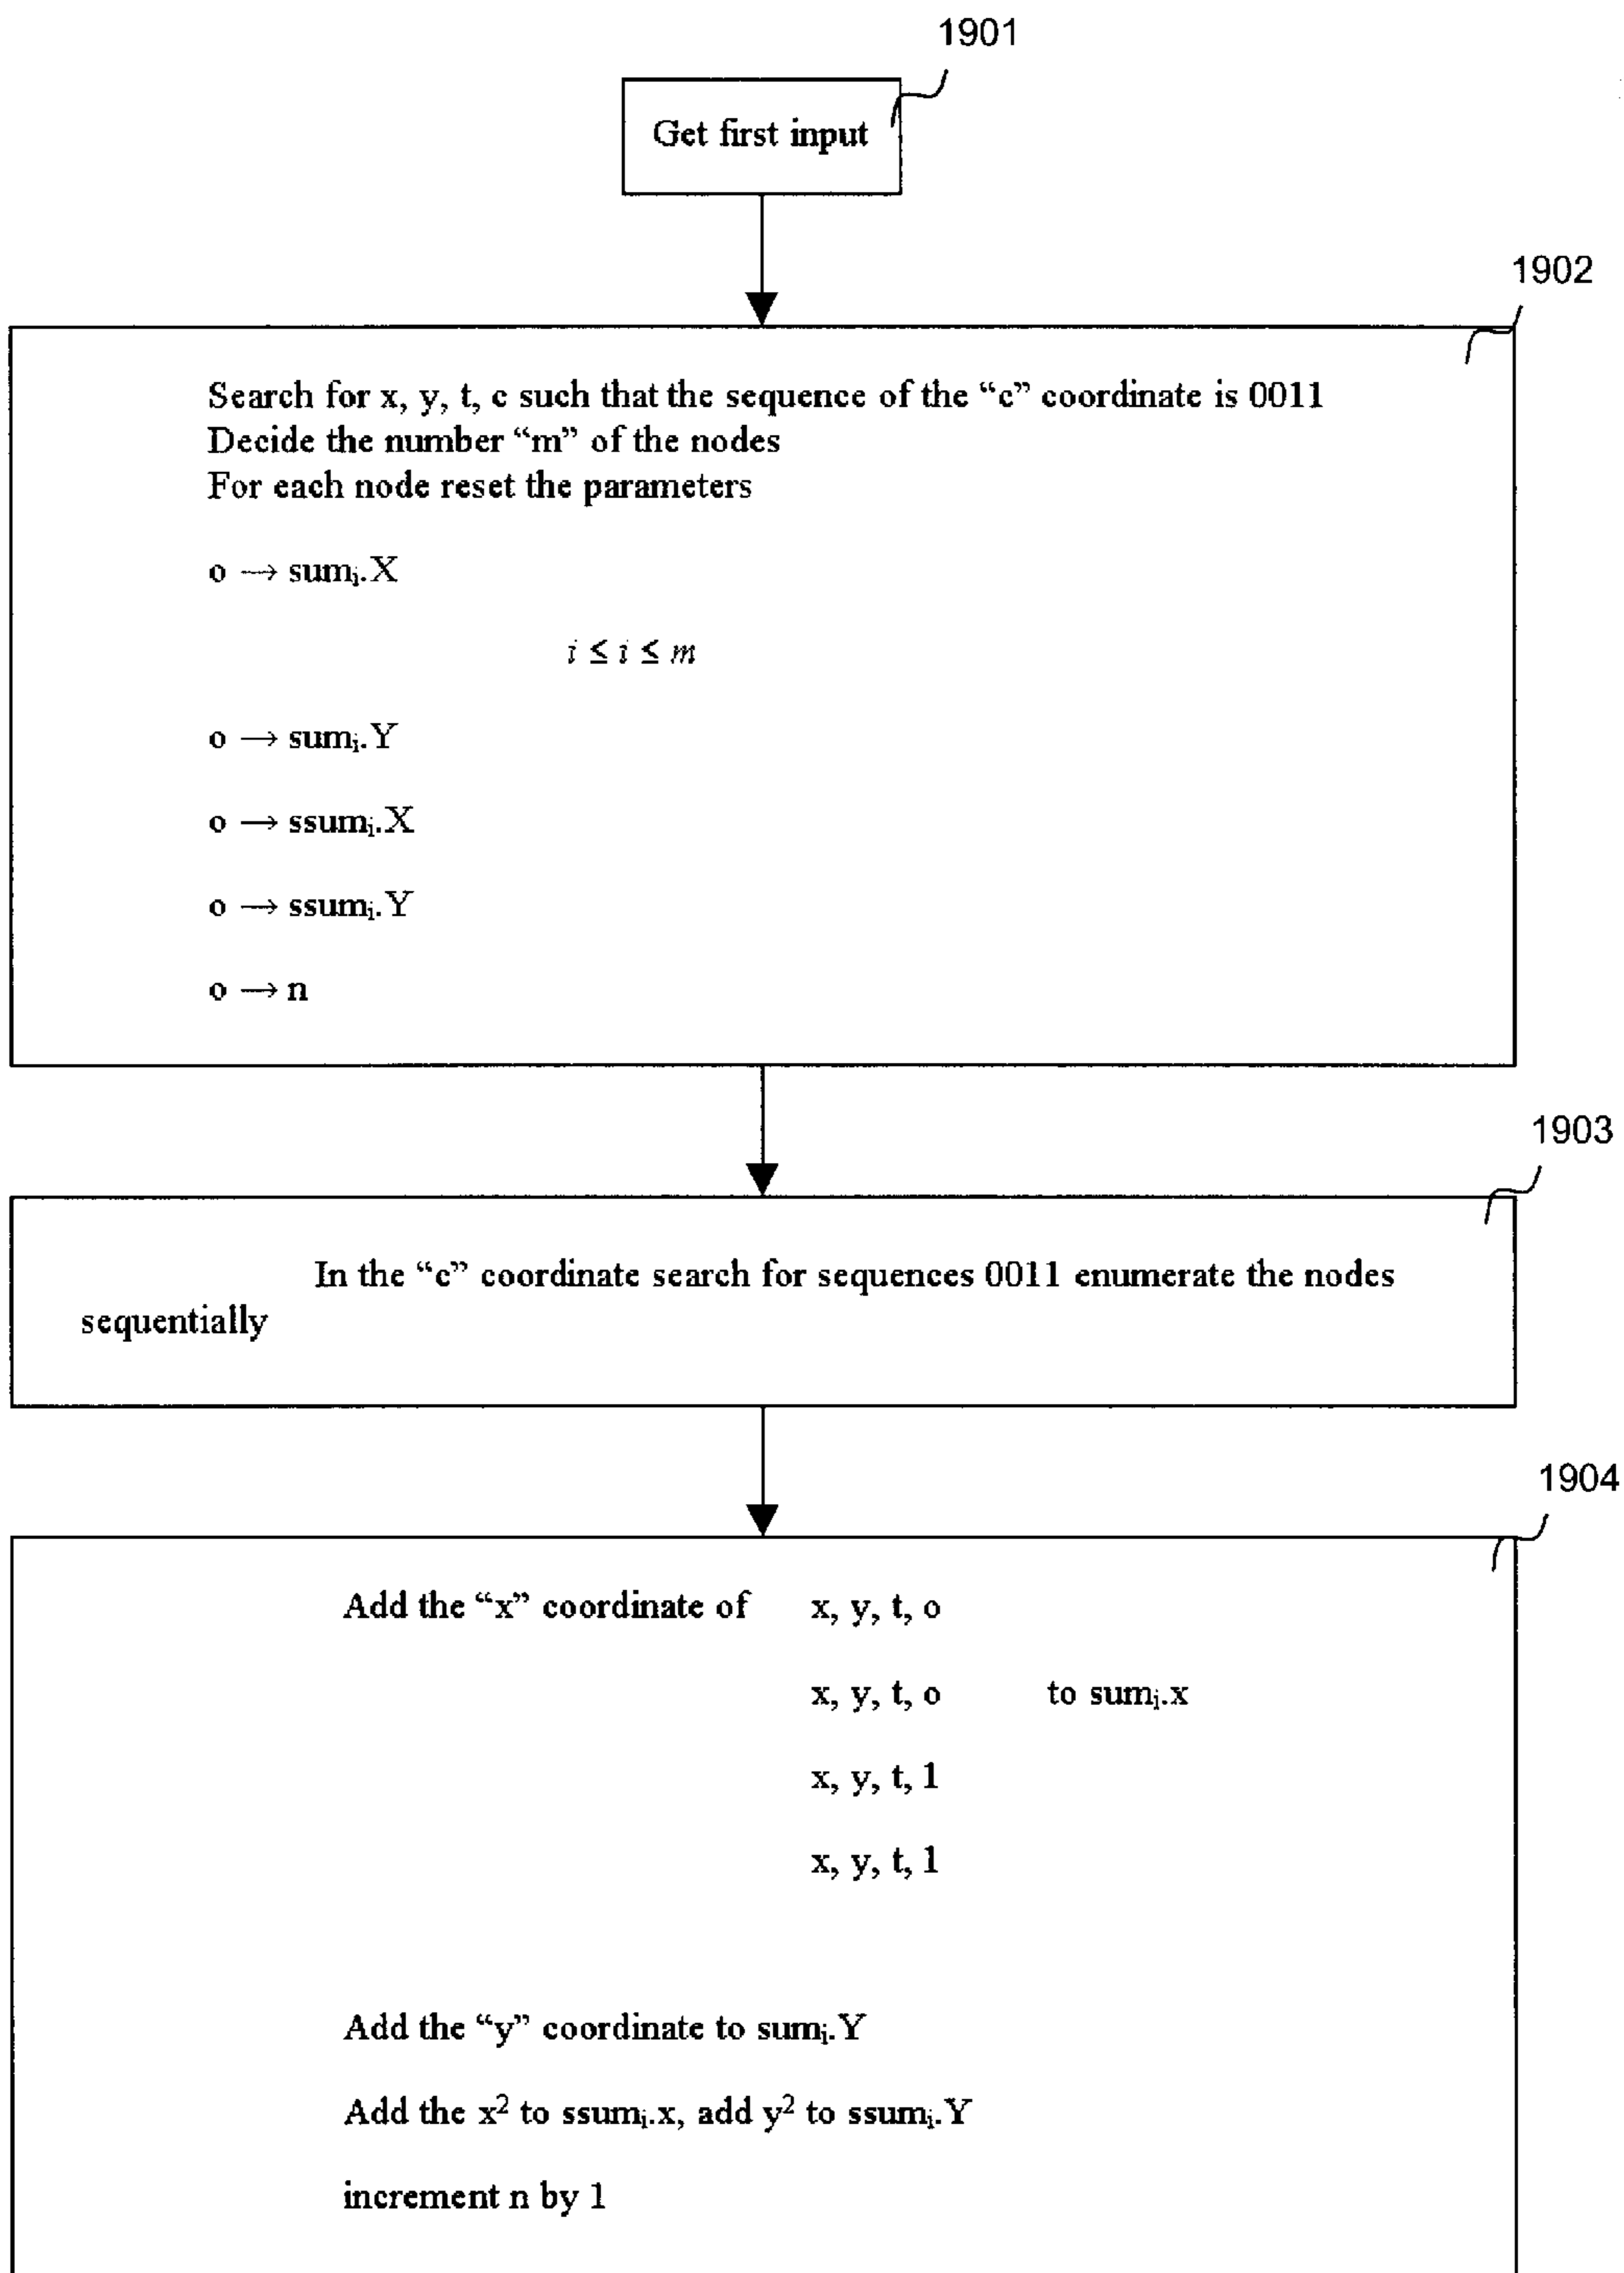 1901
Get first input
1902
Search for x, y, t, c such that the sequence of the “c” coordinate is 0011
Decide the number “m” of the nodes
For each node reset the parameters
o → sumᵢ.X
i ≤ i ≤ m
o → sumᵢ.Y
o → ssumᵢ.X
o → ssumᵢ.Y
o → n
1903
In the “c” coordinate search for sequences 0011 enumerate the nodes
sequentially
1904
Add the “x” coordinate of x, y, t, o
x, y, t, o to sumᵢ.x
x, y, t, 1
x, y, t, 1
Add the “y” coordinate to sumᵢ.Y
Add the x² to ssumᵢ.x, add y² to ssumᵢ.Y
increment n by 1